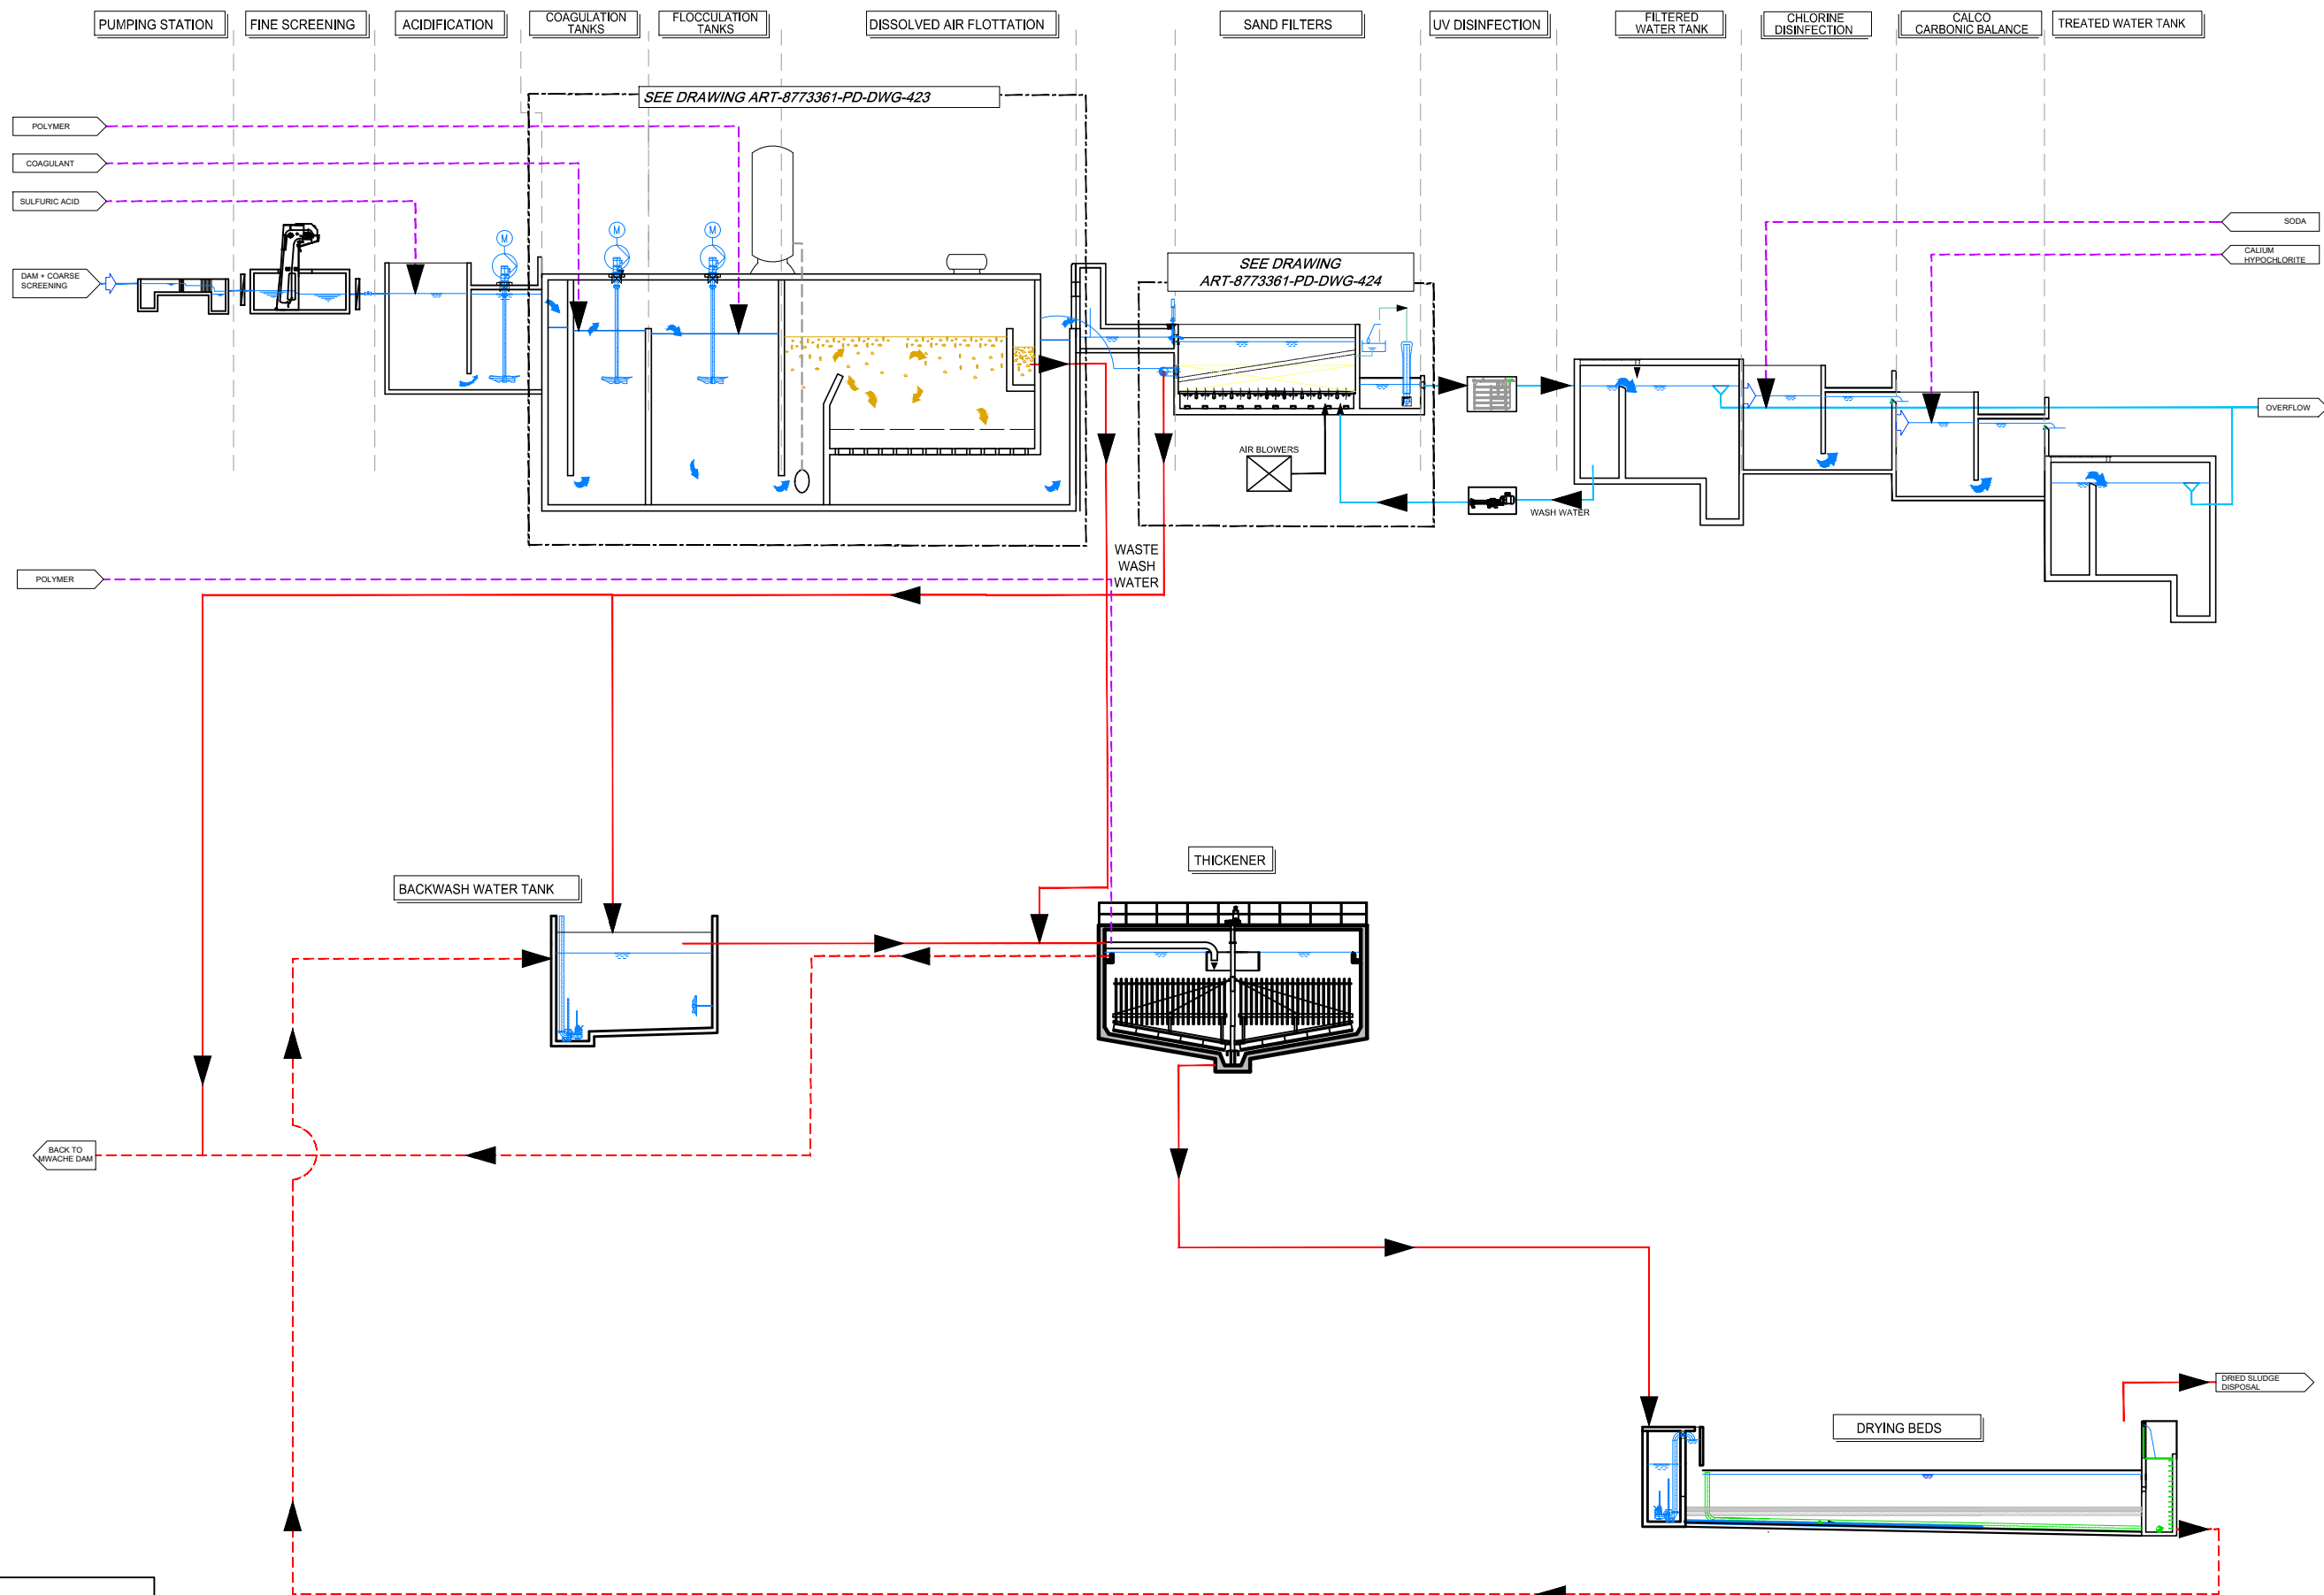 PUMPING STATION
FINE SCREENING
ACIDIFICATION
COAGULATION
TANKS
FLOCCULATION
TANKS
DISSOLVED AIR FLOTTATION
SAND FILTERS
UV DISINFECTION
FILTERED
WATER TANK
CHLORINE
DISINFECTION
CALCO
CARBONIC BALANCE
TREATED WATER TANK
SEE DRAWING ART-8773361-PD-DWG-423
POLYMER
COAGULANT
SULFURIC ACID
DAM + COARSE
SCREENING
M
M
M
SEE DRAWING
ART-8773361-PD-DWG-424
SODA
CALIUM
HYPOCHLORITE
OVERFLOW
AIR BLOWERS
WASH WATER
WASTE
WASH
WATER
POLYMER
THICKENER
BACKWASH WATER TANK
BACK TO
MWACHE DAM
DRIED SLUDGE
DISPOSAL
DRYING BEDS